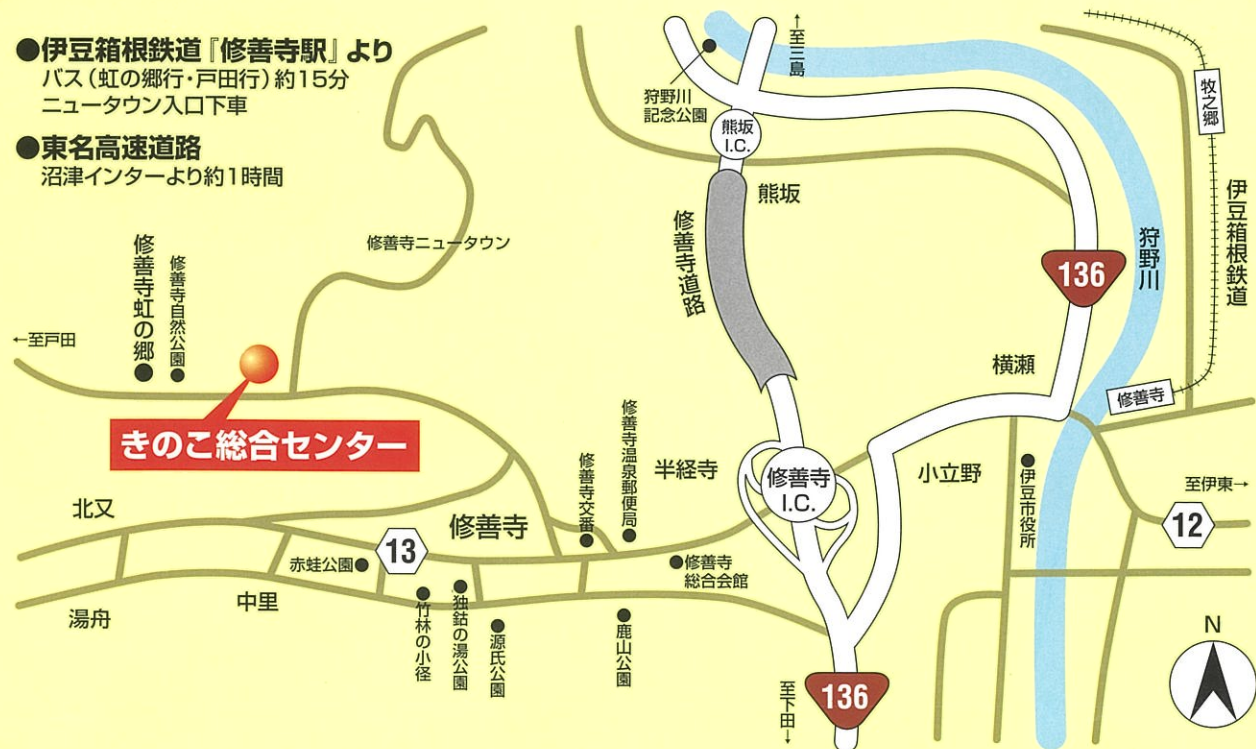 ●伊豆箱根鉄道『修善寺駅』より
バス(虹の郷行・戸田行)約15分
ニュータウン入口下車
●東名高速道路
沼津インターより約1時間
↑至三島
狩野川
記念公園
熊坂
I.C.
牧之郷
熊坂
伊豆箱根鉄道
修善寺ニュータウン
修善寺道路
狩野川
136
修善寺虹の郷
修善寺自然公園
←至戸田
横瀬
修善寺
きのこ総合センター
修善寺温泉郵便局
修善寺交番
半経寺
修善寺
I.C.
小立野
伊豆市役所
至伊東→
12
北又
修善寺
13
赤蛙公園
修善寺
総合会館
湯舟
中里
竹林の小径
独鈷の湯公園
源氏公園
鹿山公園
N
136
至下田↓